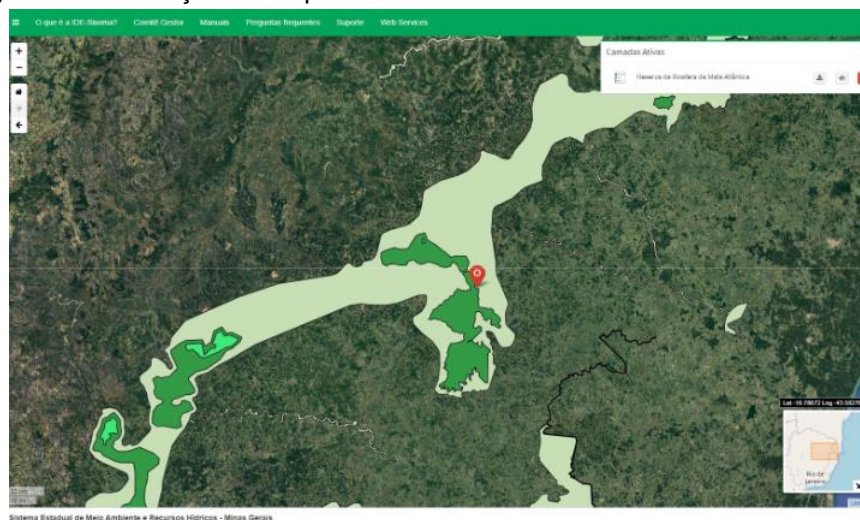 ≡ O que é a IDE-Sisema? Comitê Gestor Manuais Perguntas frequentes Suporte Web Services
Camadas Ativas
Reserva da Biosfera da Mata Atlântica
+
−
Rio de
Janeiro
Sistema Estadual de Meio Ambiente e Recursos Hídricos - Minas Gerais